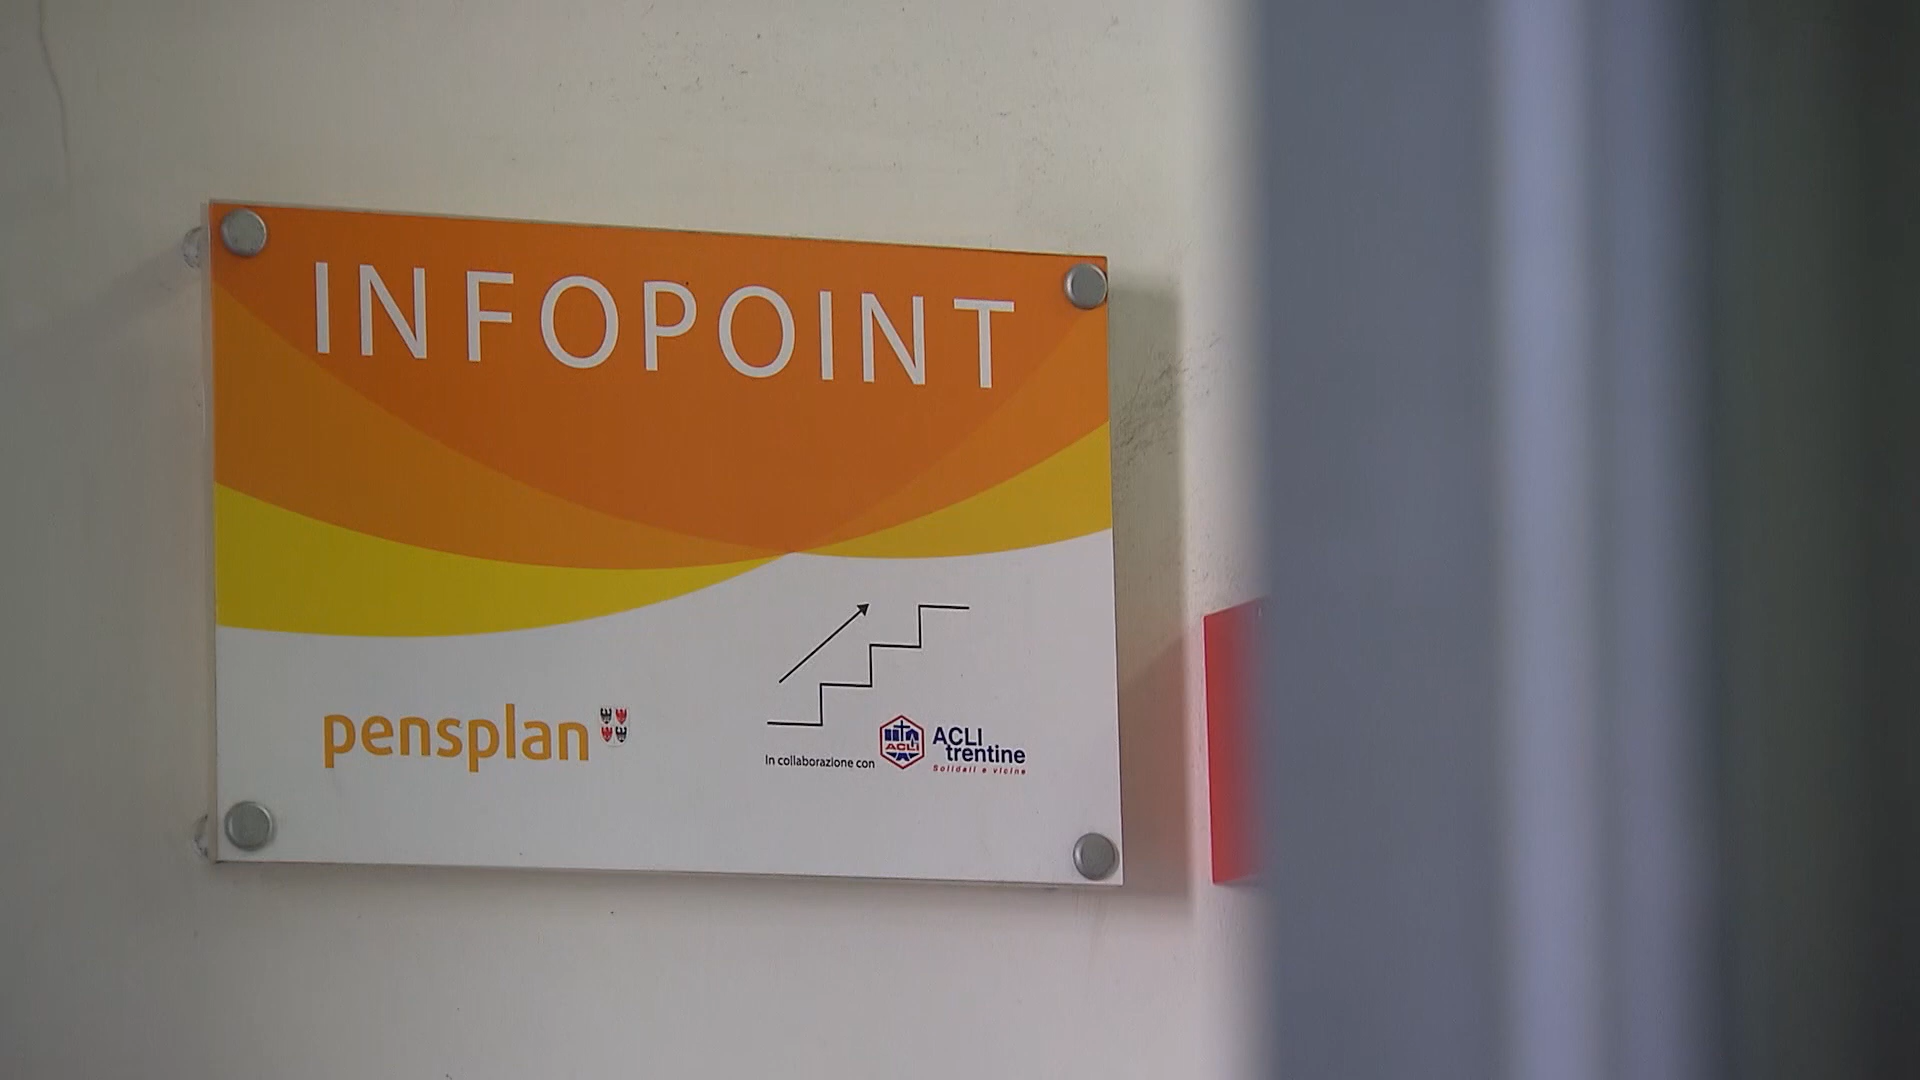 INFOPOINT
pensplan
In collaborazione con
ACLI
ACLI
trentine
Solidali e vicine